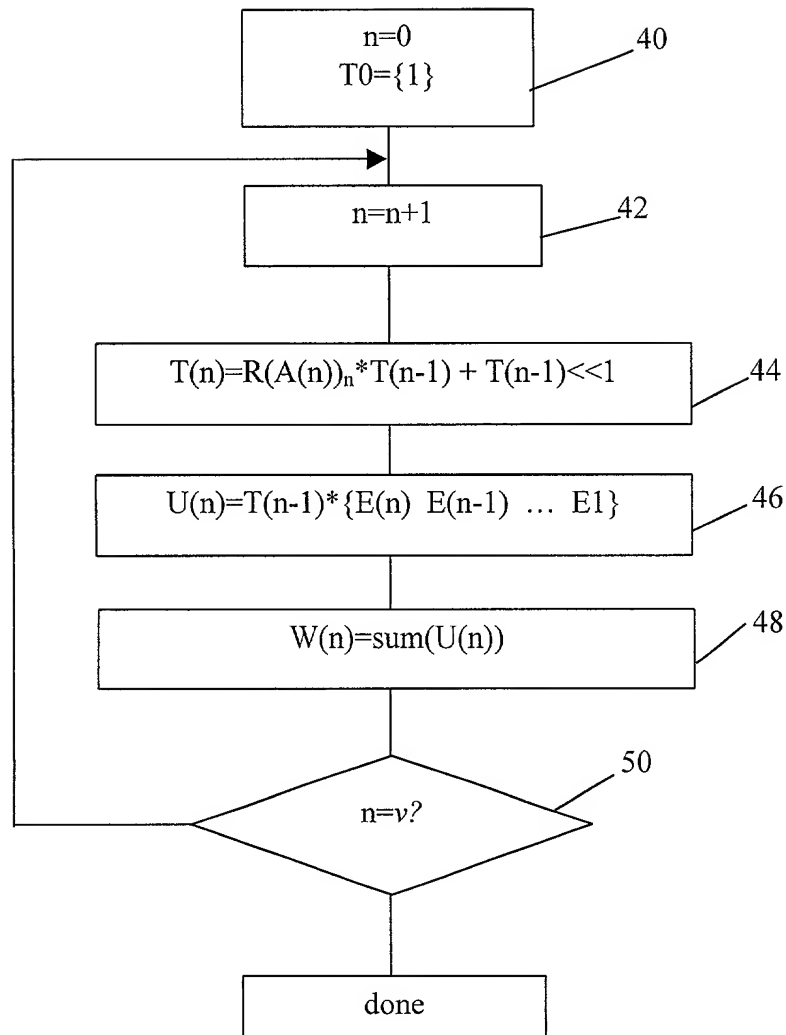 n=0
T0={1}
40
n=n+1
42
T(n)=R(A(n))ₙ*T(n-1) + T(n-1)<<1
44
U(n)=T(n-1)*{E(n) E(n-1) … E1}
46
W(n)=sum(U(n))
48
50
n=v?
done